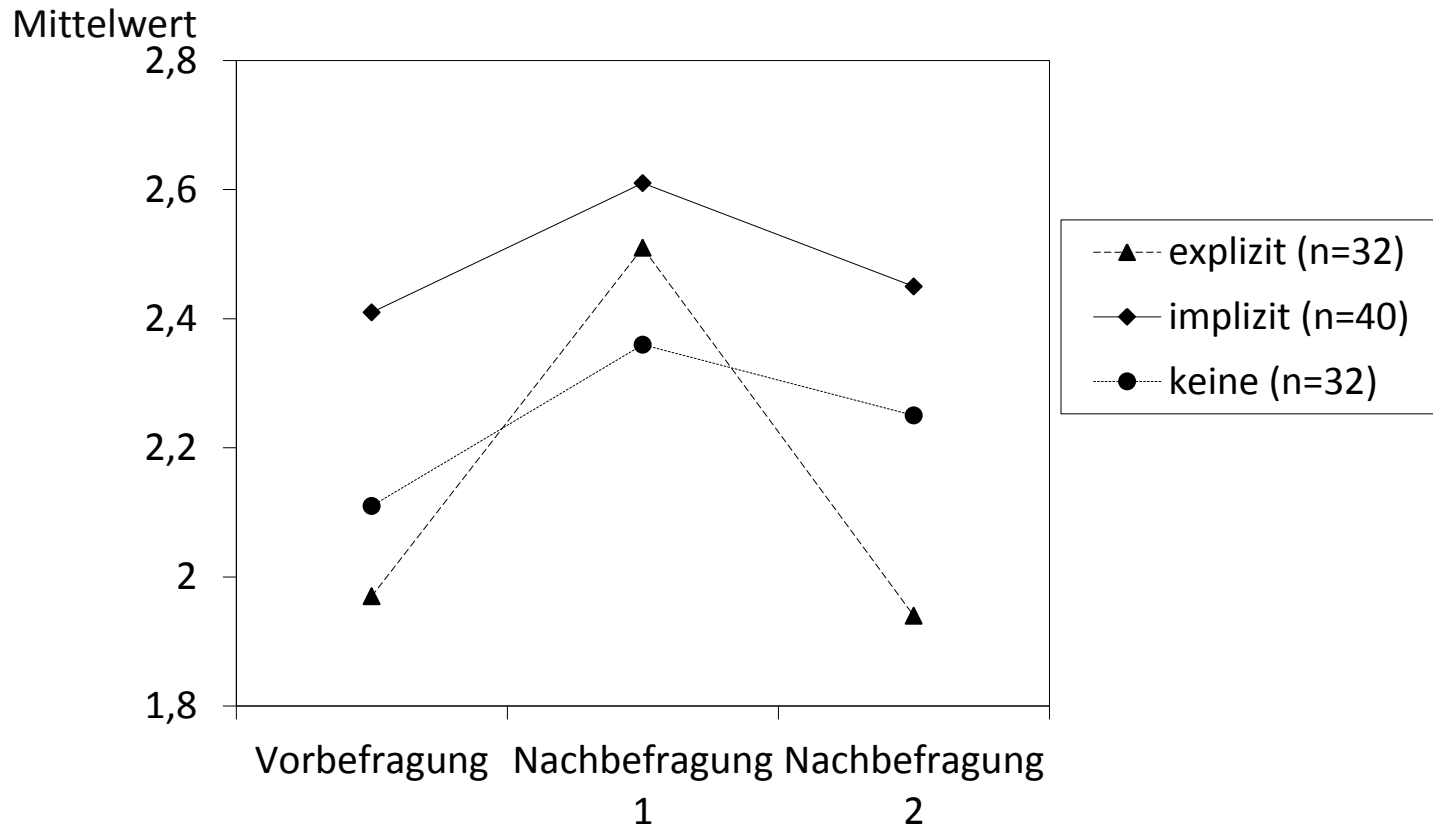 Mittelwert
2,8
2,6
2,4
2,2
2
1,8
Vorbefragung
Nachbefragung
1
Nachbefragung
2
explizit (n=32)
implizit (n=40)
keine (n=32)